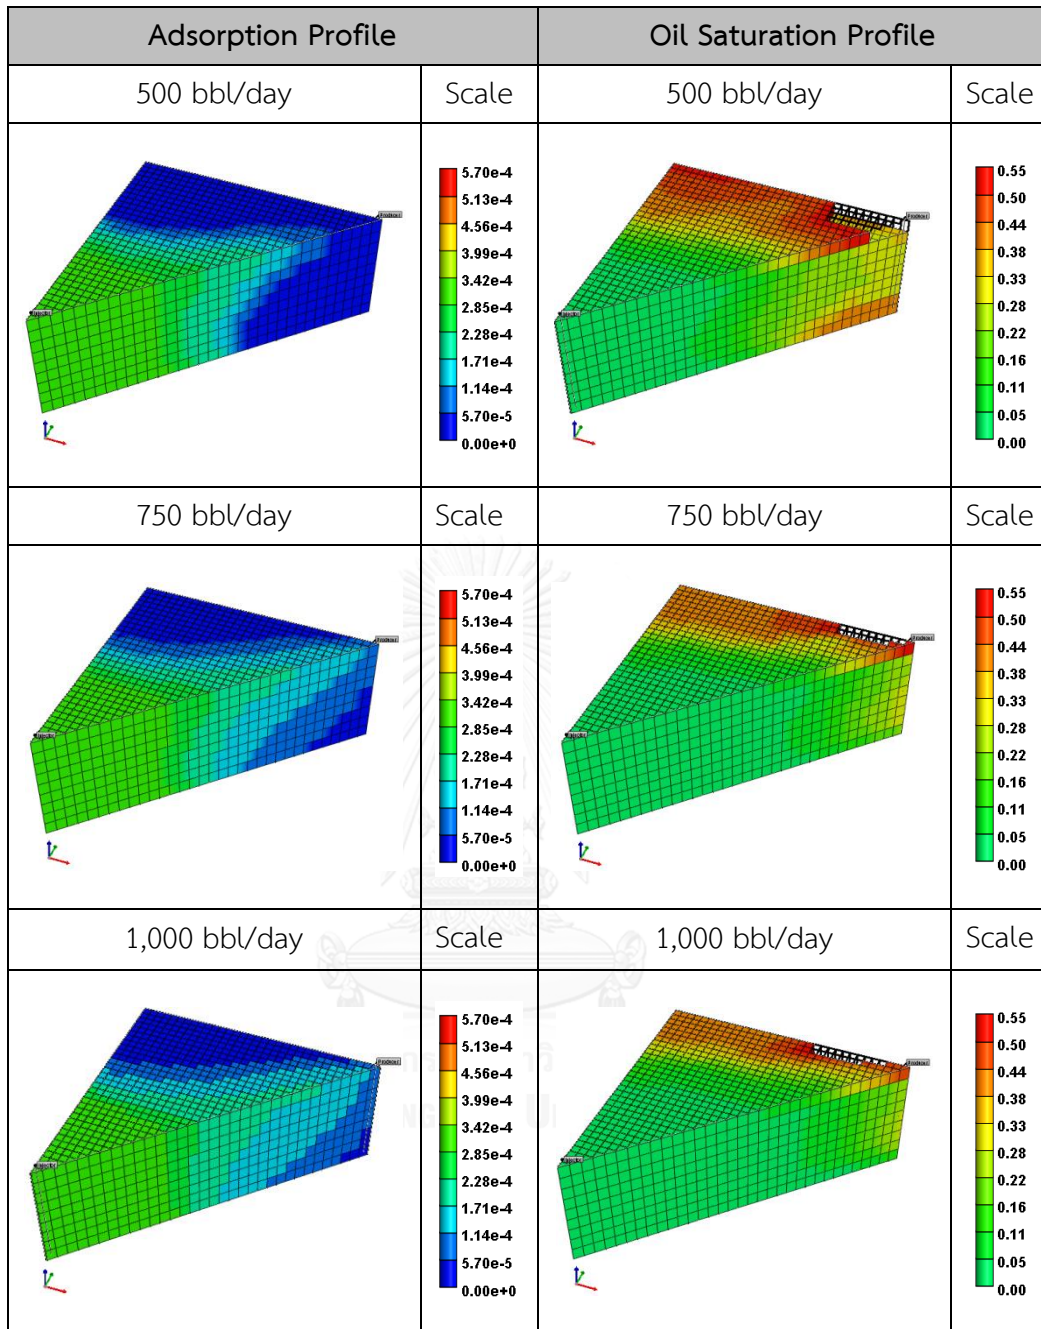 Adsorption Profile Oil Saturation Profile
500 bbl/day Scale 500 bbl/day Scale
5.70e-4
5.13e-4
4.56e-4
3.99e-4
3.42e-4
2.85e-4
2.28e-4
1.71e-4
1.14e-4
5.70e-5
0.00e+0
Producer
0.55
0.50
0.44
0.38
0.33
0.28
0.22
0.16
0.11
0.05
0.00
Producer
750 bbl/day Scale 750 bbl/day Scale
5.70e-4
5.13e-4
4.56e-4
3.99e-4
3.42e-4
2.85e-4
2.28e-4
1.71e-4
1.14e-4
5.70e-5
0.00e+0
Producer
0.55
0.50
0.44
0.38
0.33
0.28
0.22
0.16
0.11
0.05
0.00
Producer
1,000 bbl/day Scale 1,000 bbl/day Scale
5.70e-4
5.13e-4
4.56e-4
3.99e-4
3.42e-4
2.85e-4
2.28e-4
1.71e-4
1.14e-4
5.70e-5
0.00e+0
Producer
0.55
0.50
0.44
0.38
0.33
0.28
0.22
0.16
0.11
0.05
0.00
Producer